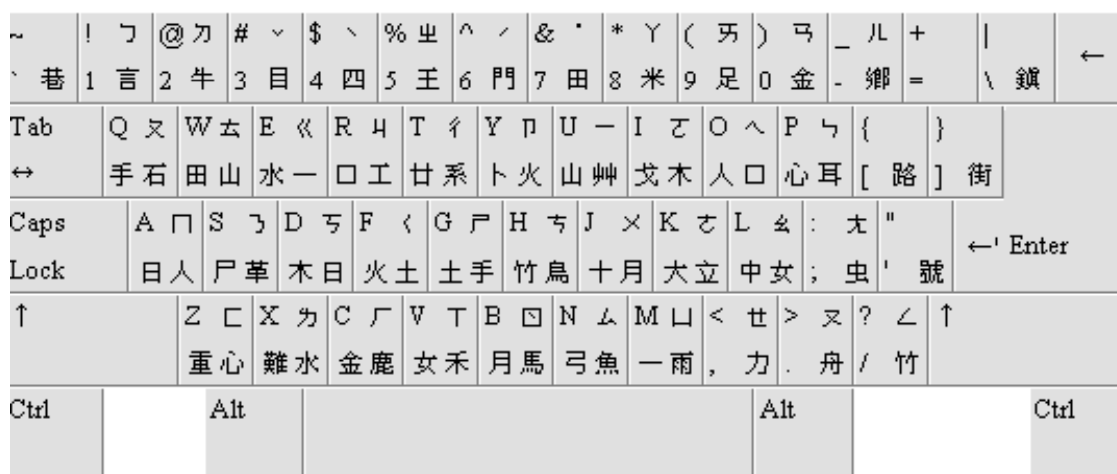 ~ ! ㄅ @ ㄉ # ˇ $ ˋ % ㄓ ^ ˊ & ˙ * ㄚ ( ㄞ ) ㄢ _ ㄦ + | ←
` 巷 1 言 2 牛 3 目 4 四 5 王 6 門 7 田 8 米 9 足 0 金 - 鄉 = \ 鎮
Tab Q ㄆ W ㄊ E ㄍ R ㄐ T ㄔ Y ㄗ U ㄧ I ㄛ O ㄟ P ㄣ { }
↔ 手 石 田 山 水 一 口 工 廿 糸 卜 火 山 艸 戈 木 人 口 心 耳 [ 路 ] 街
Caps A ㄇ S ㄋ D ㄎ F ㄑ G ㄕ H ㄘ J ㄨ K ㄜ L ㄠ : ㄤ " ←' Enter
Lock 日 人 尸 革 木 日 火 土 土 手 竹 鳥 十 月 大 立 中 女 ; 虫 ' 號
↑ Z ㄈ X ㄌ C ㄏ V ㄒ B ㄖ N ㄙ M ㄩ < ㄝ > ㄡ ? ㄥ ↑
重 心 難 水 金 鹿 女 禾 月 馬 弓 魚 一 雨 , 力 . 舟 / 竹
Ctrl Alt Alt Ctrl